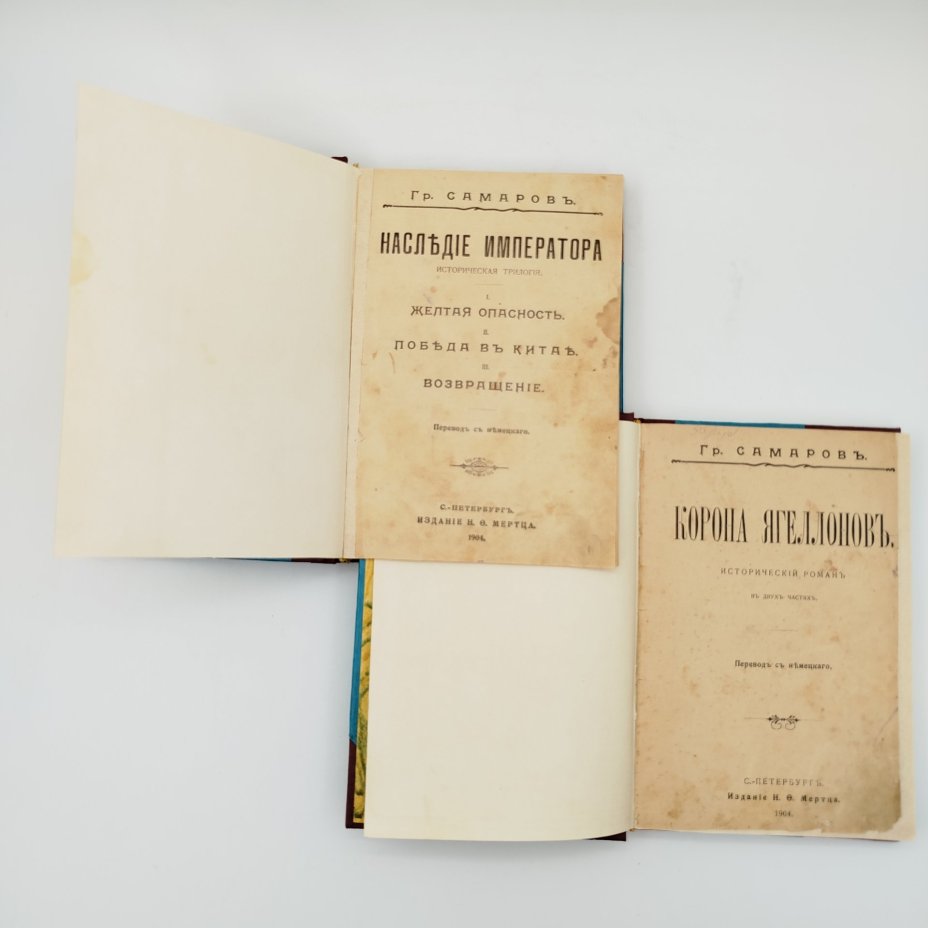 Гр. САМАРОВЪ.
НАСЛѢДІЕ ИМПЕРАТОРА
ИСТОРИЧЕСКАЯ ТРИЛОГІЯ.
I.
ЖЕЛТАЯ ОПАСНОСТЬ.
II.
ПОБѢДА ВЪ КИТАѢ.
III.
ВОЗВРАЩЕНІЕ.
Переводъ съ нѣмецкаго.
С.-ПЕТЕРБУРГЪ.
ИЗДАНІЕ Н. Ѳ. МЕРТЦА.
1904.
Гр. САМАРОВЪ.
КОРОНА ЯГЕЛЛОНОВЪ.
ИСТОРИЧЕСКІЙ РОМАНЪ
ВЪ ДВУХЪ ЧАСТЯХЪ.
Переводъ съ нѣмецкаго.
С.-ПЕТЕРБУРГЪ.
Изданіе Н. Ѳ. Мертца.
1904.